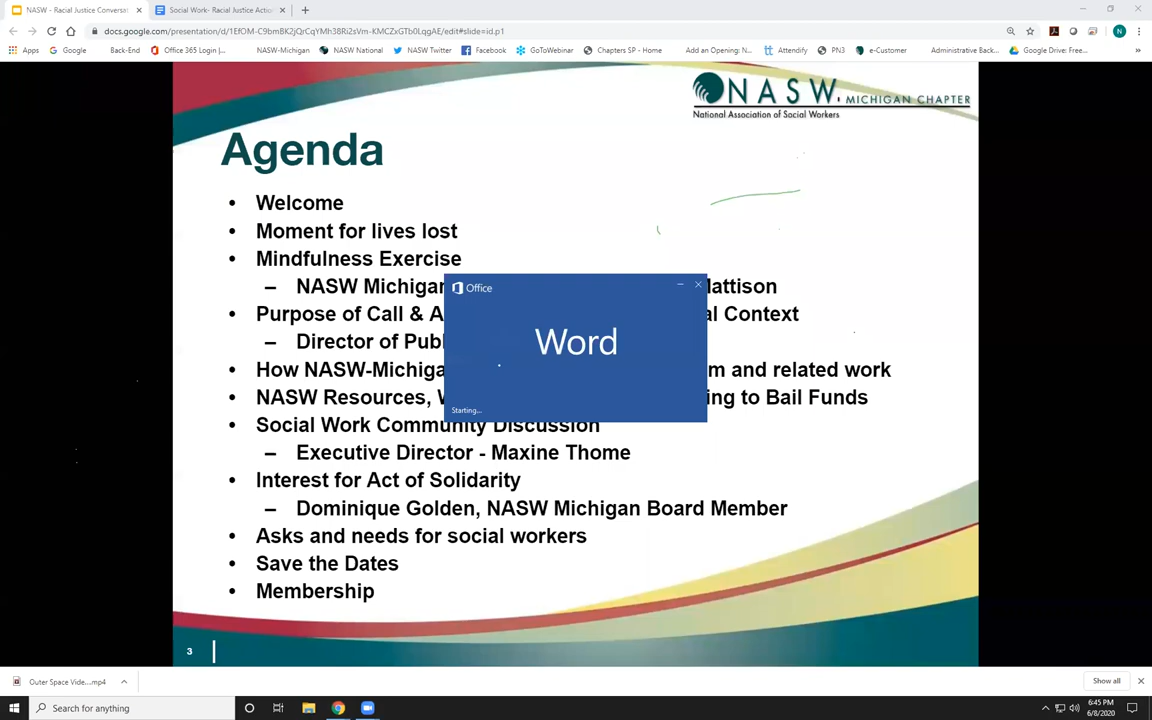 NASW - Racial Justice Conversat
Social Work- Racial Justice Actio
docs.google.com/presentation/d/1EfOM-C9bmBK2jQrCqYMh38Ri2sVm-KMCZxGTb0LqgAE/edit#slide=id.p1
N
Apps Google Back-End Office 365 Login |... NASW-Michigan NASW National NASW Twitter Facebook GoToWebinar Chapters SP - Home Add an Opening: N... Attendify PN3 e-Customer Administrative Back... Google Drive: Free... »
NASW. MICHIGAN CHAPTER
National Association of Social Workers
Agenda
• Welcome
• Moment for lives lost
• Mindfulness Exercise
– NASW Michigan attison
• Purpose of Call & A al Context
– Director of Publ
• How NASW-Michiga m and related work
• NASW Resources, ing to Bail Funds
• Social Work Community Discussion
– Executive Director - Maxine Thome
• Interest for Act of Solidarity
– Dominique Golden, NASW Michigan Board Member
• Asks and needs for social workers
• Save the Dates
• Membership
3
Office
Word
Starting...
Outer Space Vide....mp4
Show all
Search for anything
6:45 PM
6/8/2020